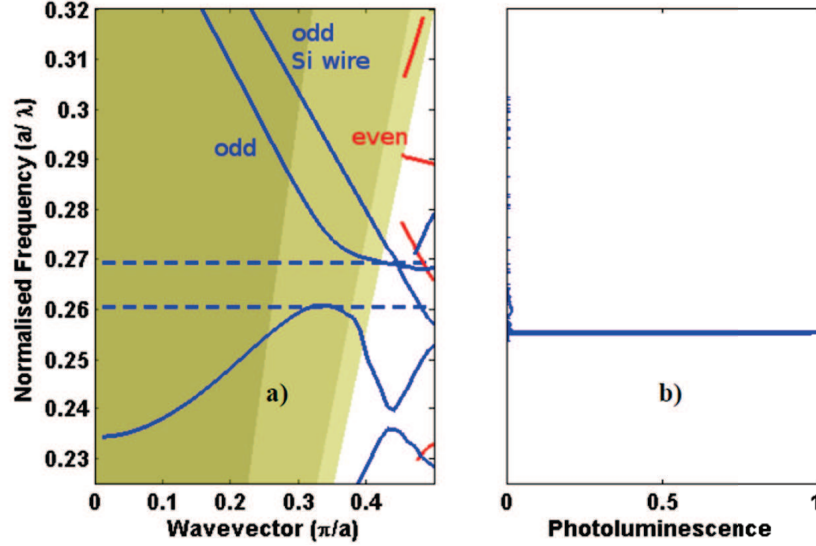 0.32
0.31
0.3
0.29
0.28
0.27
0.26
0.25
0.24
0.23
Normalised Frequency (a/ λ)
odd
Si wire
odd
even
a)
0
0.1
0.2
0.3
0.4
Wavevector (π/a)
b)
0
0.5
1
Photoluminescence